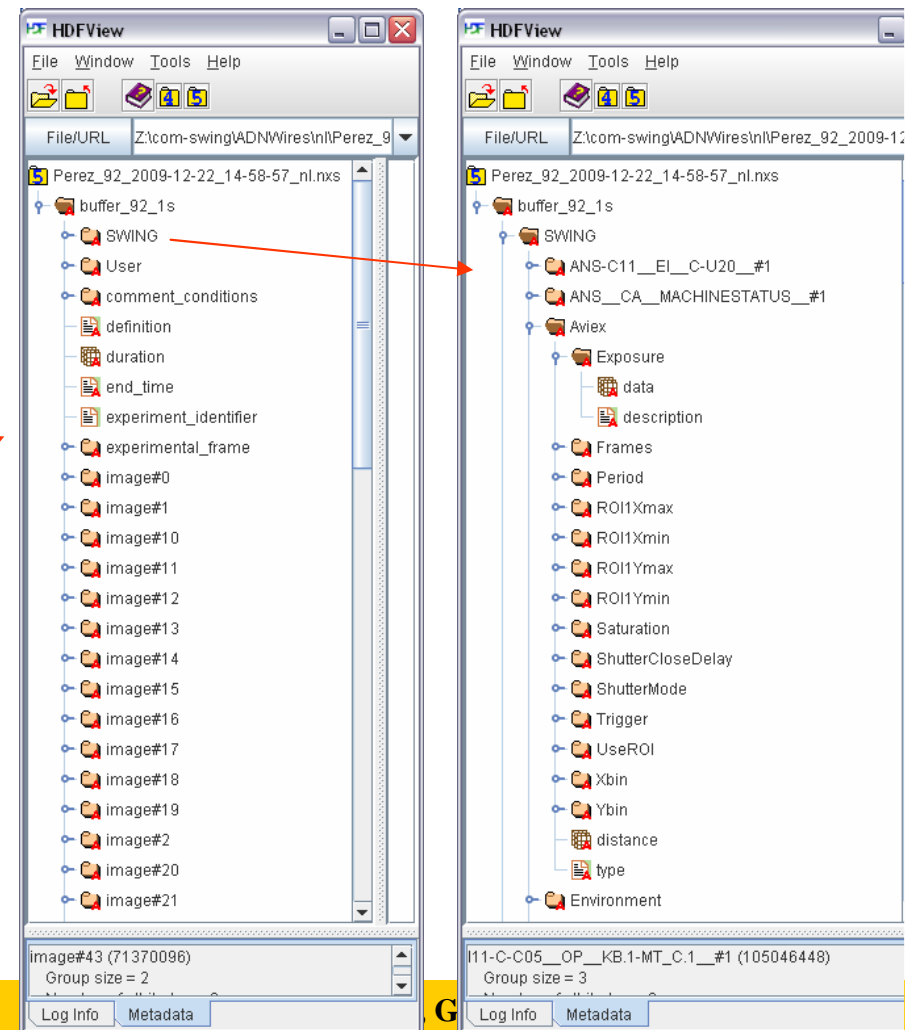 HDFView
File Window Tools Help
4 5
File/URL Z:\com-swing\ADNWires\nl\Perez_9
5 Perez_92_2009-12-22_14-58-57_nl.nxs
buffer_92_1s
SWING
User
comment_conditions
definition
duration
end_time
experiment_identifier
experimental_frame
image#0
image#1
image#10
image#11
image#12
image#13
image#14
image#15
image#16
image#17
image#18
image#19
image#2
image#20
image#21
image#43 (71370096)
Group size = 2
Log Info Metadata
HDFView
File Window Tools Help
4 5
File/URL Z:\com-swing\ADNWires\nl\Perez_92_2009-12
5 Perez_92_2009-12-22_14-58-57_nl.nxs
buffer_92_1s
SWING
ANS-C11__EI__C-U20__#1
ANS__CA__MACHINESTATUS__#1
Aviex
Exposure
data
description
Frames
Period
ROI1Xmax
ROI1Xmin
ROI1Ymax
ROI1Ymin
Saturation
ShutterCloseDelay
ShutterMode
Trigger
UseROI
Xbin
Ybin
distance
type
Environment
I11-C-C05__OP__KB.1-MT_C.1__#1 (105046448)
Group size = 3
Log Info Metadata
, G